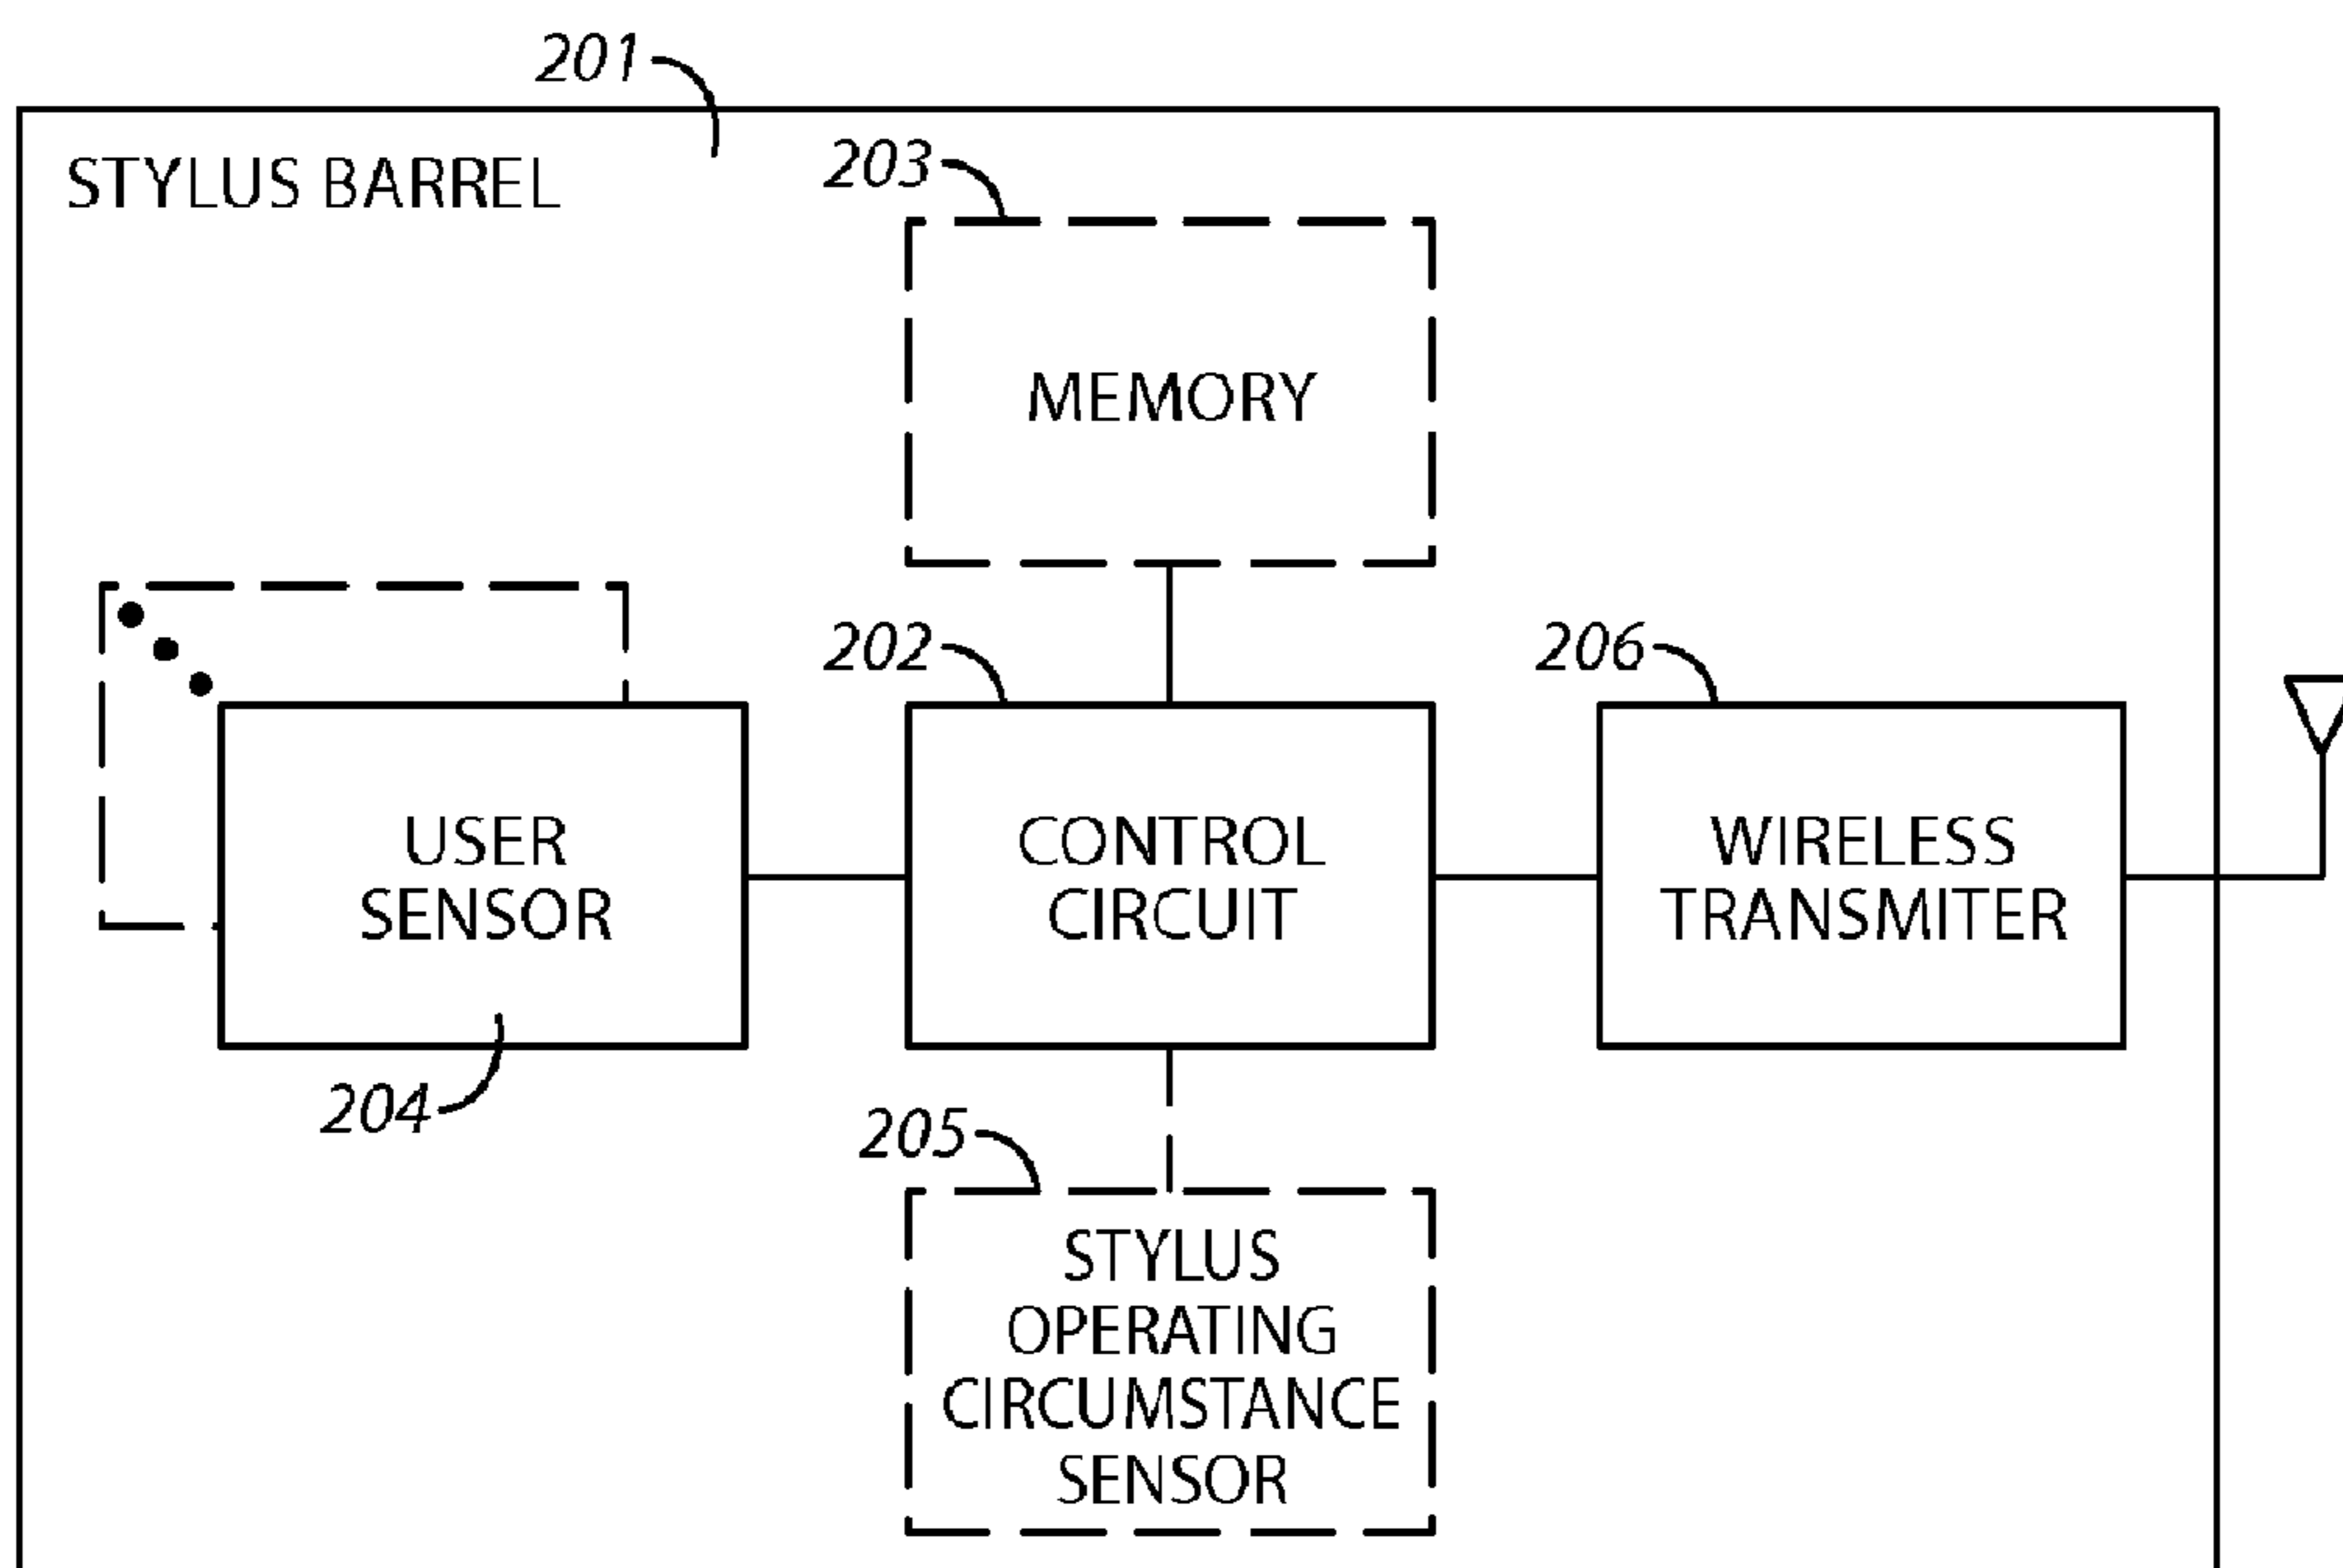 201
STYLUS BARREL
203
MEMORY
202
206
USER
SENSOR
CONTROL
CIRCUIT
WIRELESS
TRANSMITER
204
205
STYLUS
OPERATING
CIRCUMSTANCE
SENSOR